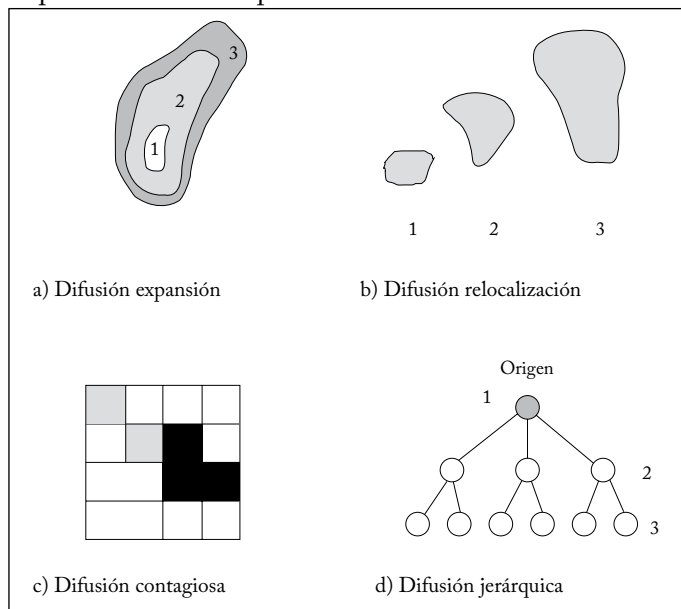 3
2
1
1
2
3
a) Difusión expansión
b) Difusión relocalización
Origen
1
2
3
c) Difusión contagiosa
d) Difusión jerárquica